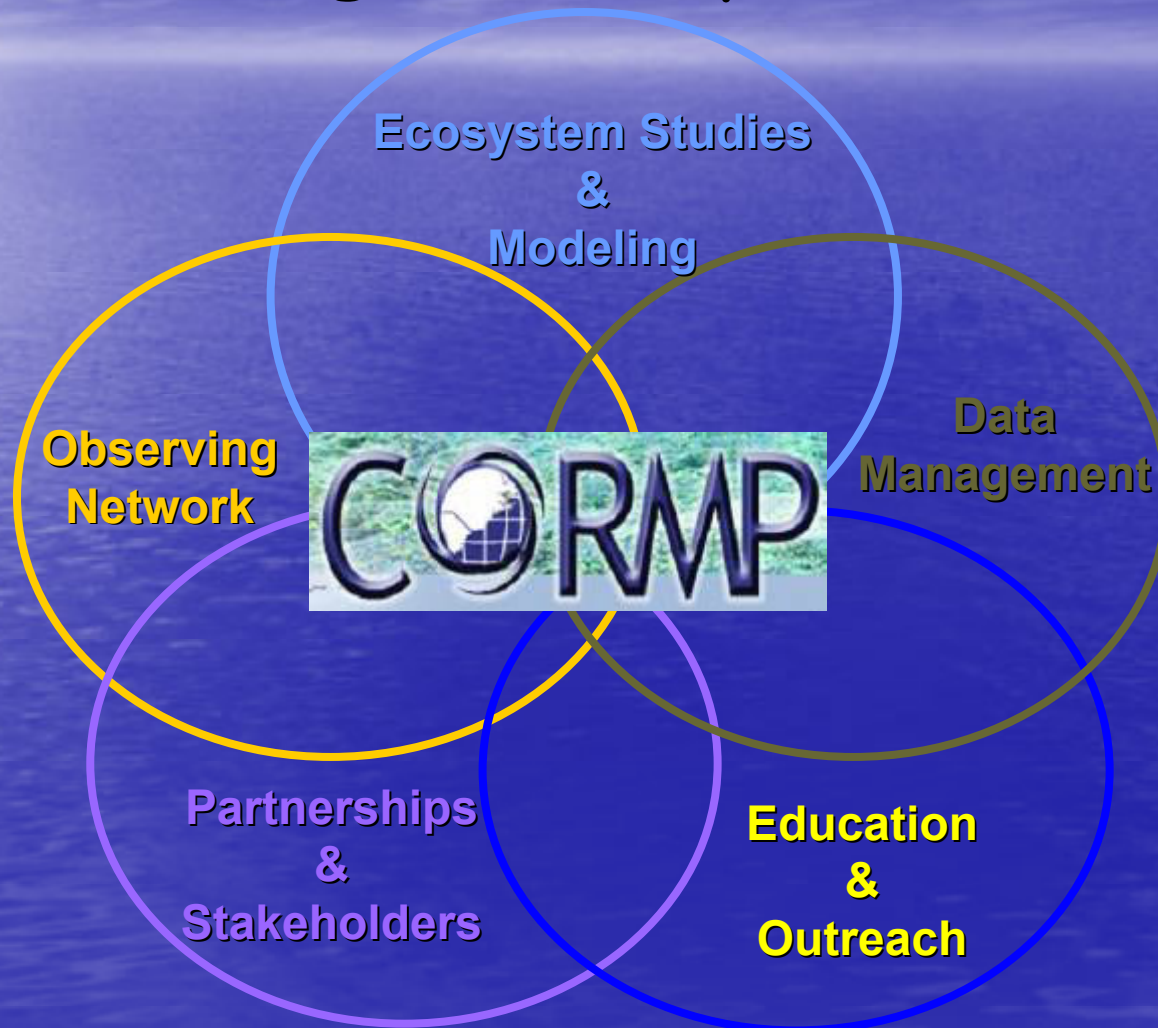 Ecosystem Studies
&
Modeling
Observing
Network
Data
Management
CORMP
Partnerships
&
Stakeholders
Education
&
Outreach